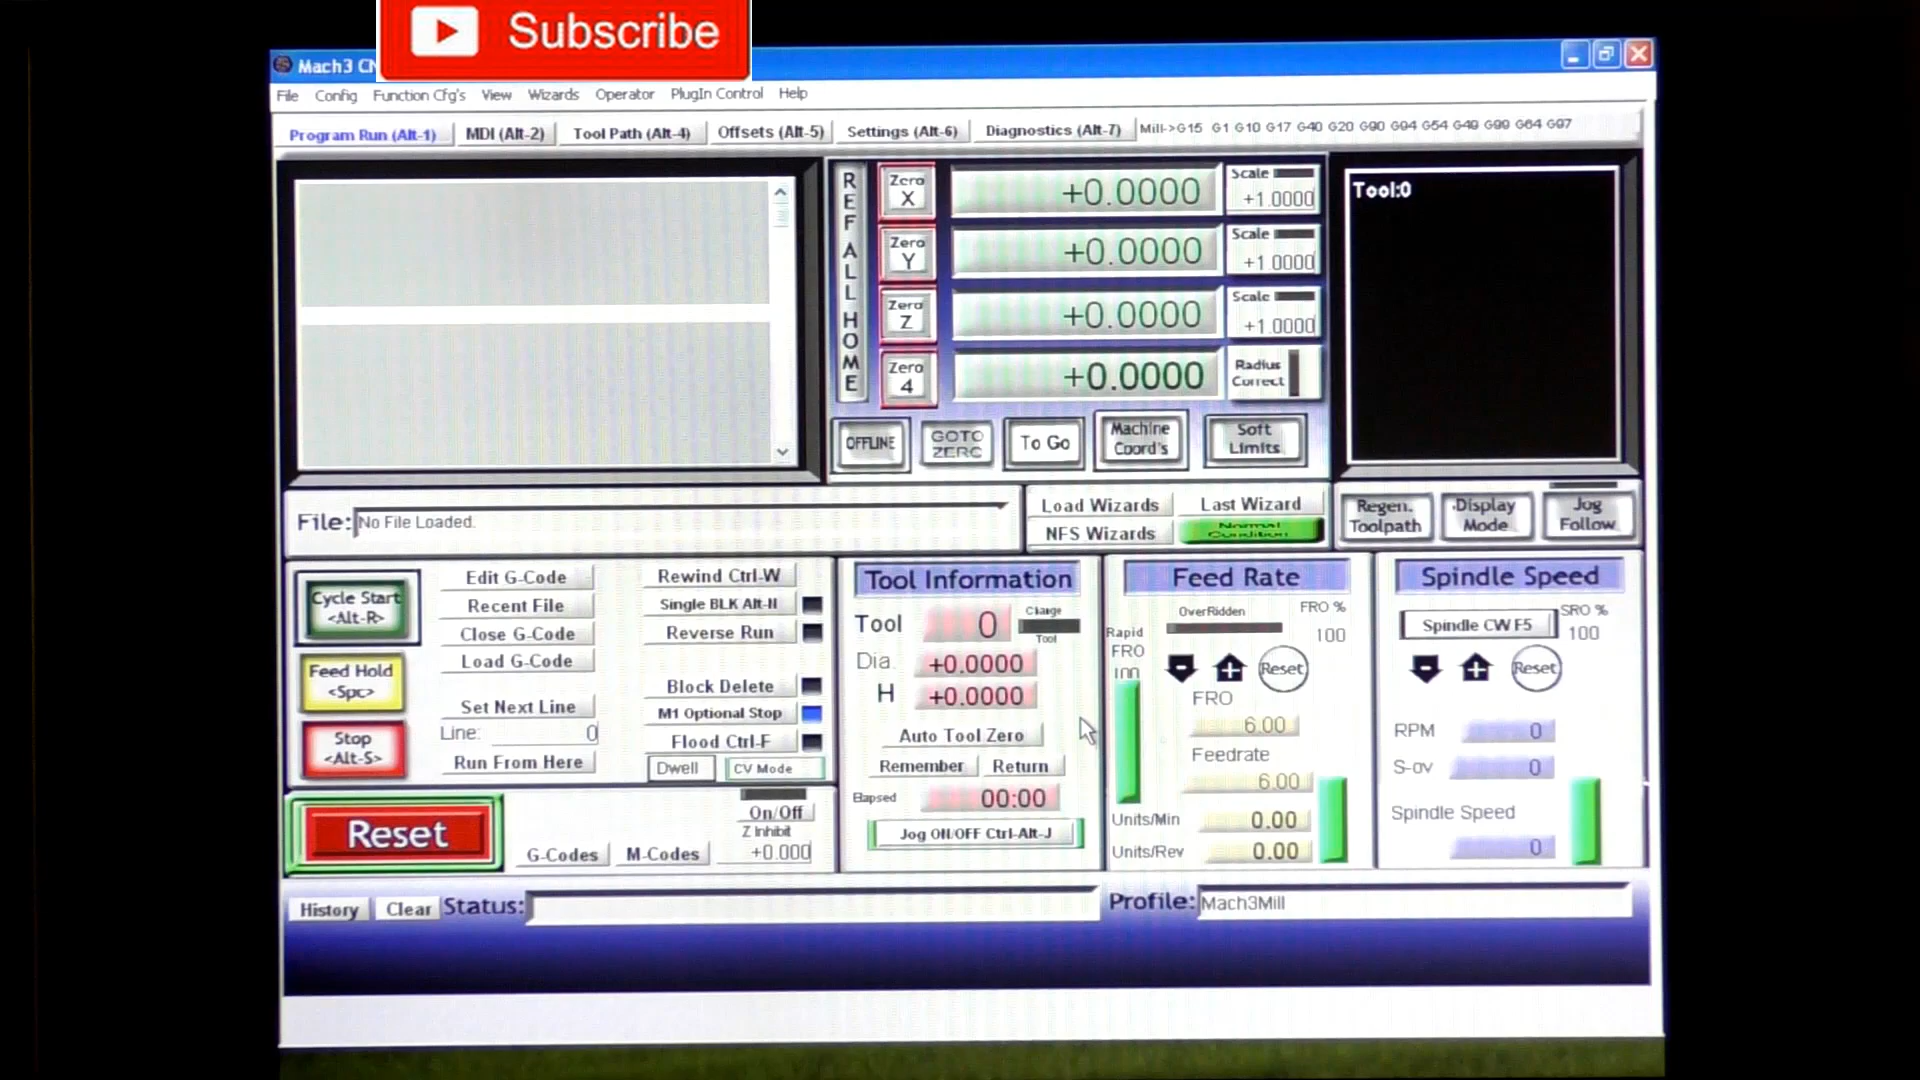 Subscribe
Mach3 CN
File Config Function Cfg's View Wizards Operator PlugIn Control Help
Program Run (Alt-1) MDI (Alt-2) Tool Path (Alt-4) Offsets (Alt-5) Settings (Alt-6) Diagnostics (Alt-7) Mill->G15 G1 G10 G17 G40 G20 G90 G94 G54 G49 G99 G64 G97
REF ALL HOME
Zero X +0.0000 Scale +1.0000
Zero Y +0.0000 Scale +1.0000
Zero Z +0.0000 Scale +1.0000
Zero 4 +0.0000 Radius Correct
Tool:0
OFFLINE GOTO ZERO To Go Machine Coord's Soft Limits
File: No File Loaded.
Load Wizards Last Wizard
NFS Wizards Normal Condition
Regen. Toolpath Display Mode Jog Follow
Cycle Start <Alt-R>
Feed Hold <Spc>
Stop <Alt-S>
Edit G-Code
Recent File
Close G-Code
Load G-Code
Set Next Line
Line: 0
Run From Here
Rewind Ctrl-W
Single BLK Alt-N
Reverse Run
Block Delete
M1 Optional Stop
Flood Ctrl-F
Dwell CV Mode
Reset
G-Codes M-Codes
On/Off
Z Inhibit
+0.000
Tool Information
Tool 0 Change Tool
Dia. +0.0000
H +0.0000
Auto Tool Zero
Remember Return
Elapsed 00:00
Jog ON/OFF Ctrl-Alt-J
Feed Rate
OverRidden FRO %
100
Rapid FRO
100
Reset
FRO
6.00
Feedrate
6.00
Units/Min 0.00
Units/Rev 0.00
Spindle Speed
Spindle CW F5 SRO %
100
Reset
RPM 0
S-ov 0
Spindle Speed
0
History Clear Status:
Profile: Mach3Mill